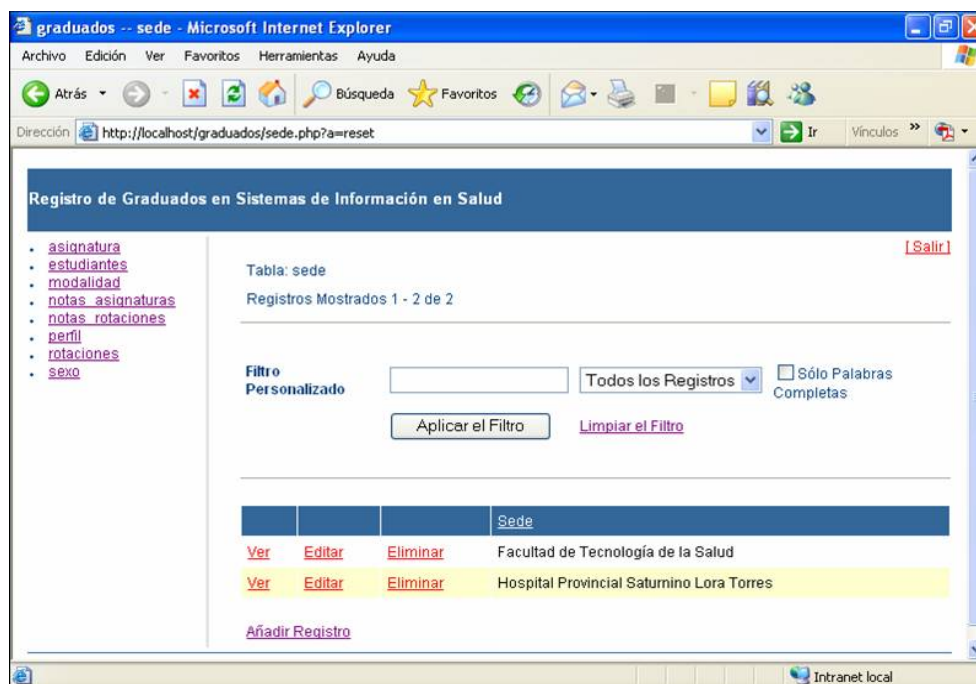 graduados -- sede - Microsoft Internet Explorer
Archivo Edición Ver Favoritos Herramientas Ayuda
Atrás Búsqueda Favoritos
Dirección http://localhost/graduados/sede.php?a=reset Ir Vínculos »
Registro de Graduados en Sistemas de Información en Salud
[ Salir ]
asignatura
estudiantes
modalidad
notas_asignaturas
notas_rotaciones
perfil
rotaciones
sexo
Tabla: sede
Registros Mostrados 1 - 2 de 2
Filtro
Personalizado
Todos los Registros
Sólo Palabras
Completas
Aplicar el Filtro Limpiar el Filtro
Sede
Ver Editar Eliminar Facultad de Tecnología de la Salud
Ver Editar Eliminar Hospital Provincial Saturnino Lora Torres
Añadir Registro
Intranet local